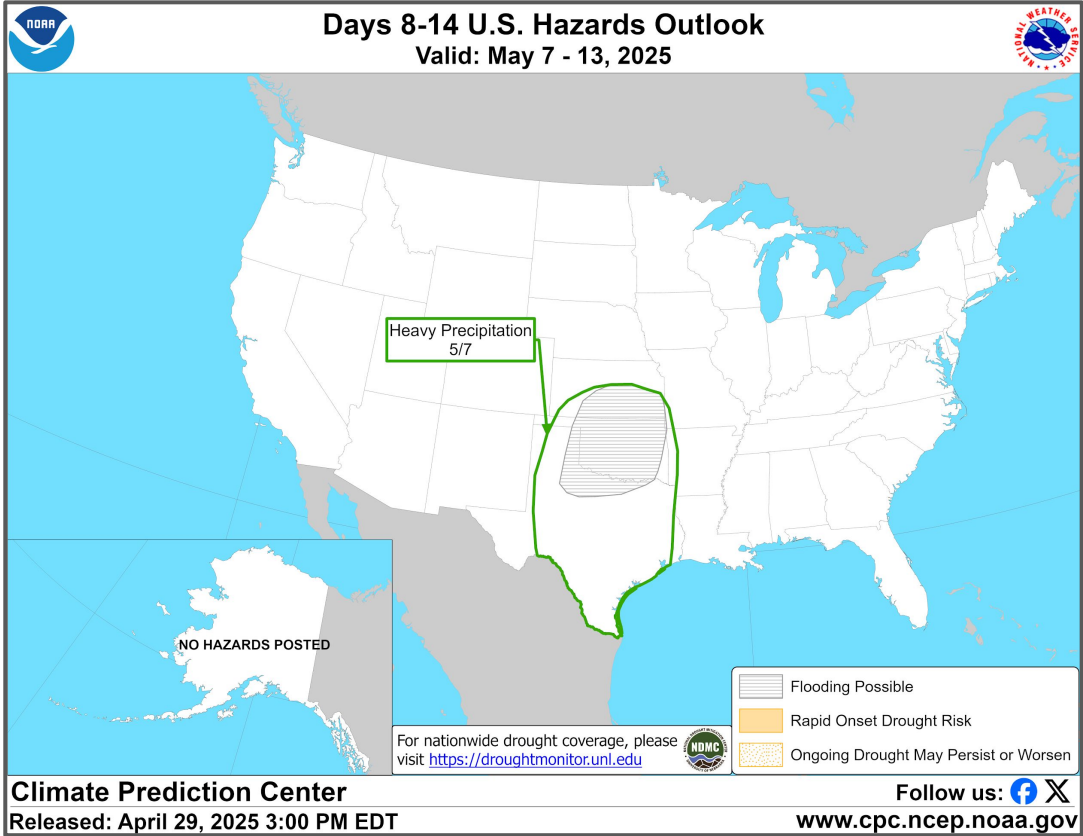 NOAA
Days 8-14 U.S. Hazards Outlook
Valid: May 7 - 13, 2025
NATIONAL WEATHER SERVICE
Heavy Precipitation
5/7
NO HAZARDS POSTED
Flooding Possible
Rapid Onset Drought Risk
Ongoing Drought May Persist or Worsen
For nationwide drought coverage, please
visit https://droughtmonitor.unl.edu
NDMC
Climate Prediction Center
Released: April 29, 2025 3:00 PM EDT
Follow us:
www.cpc.ncep.noaa.gov